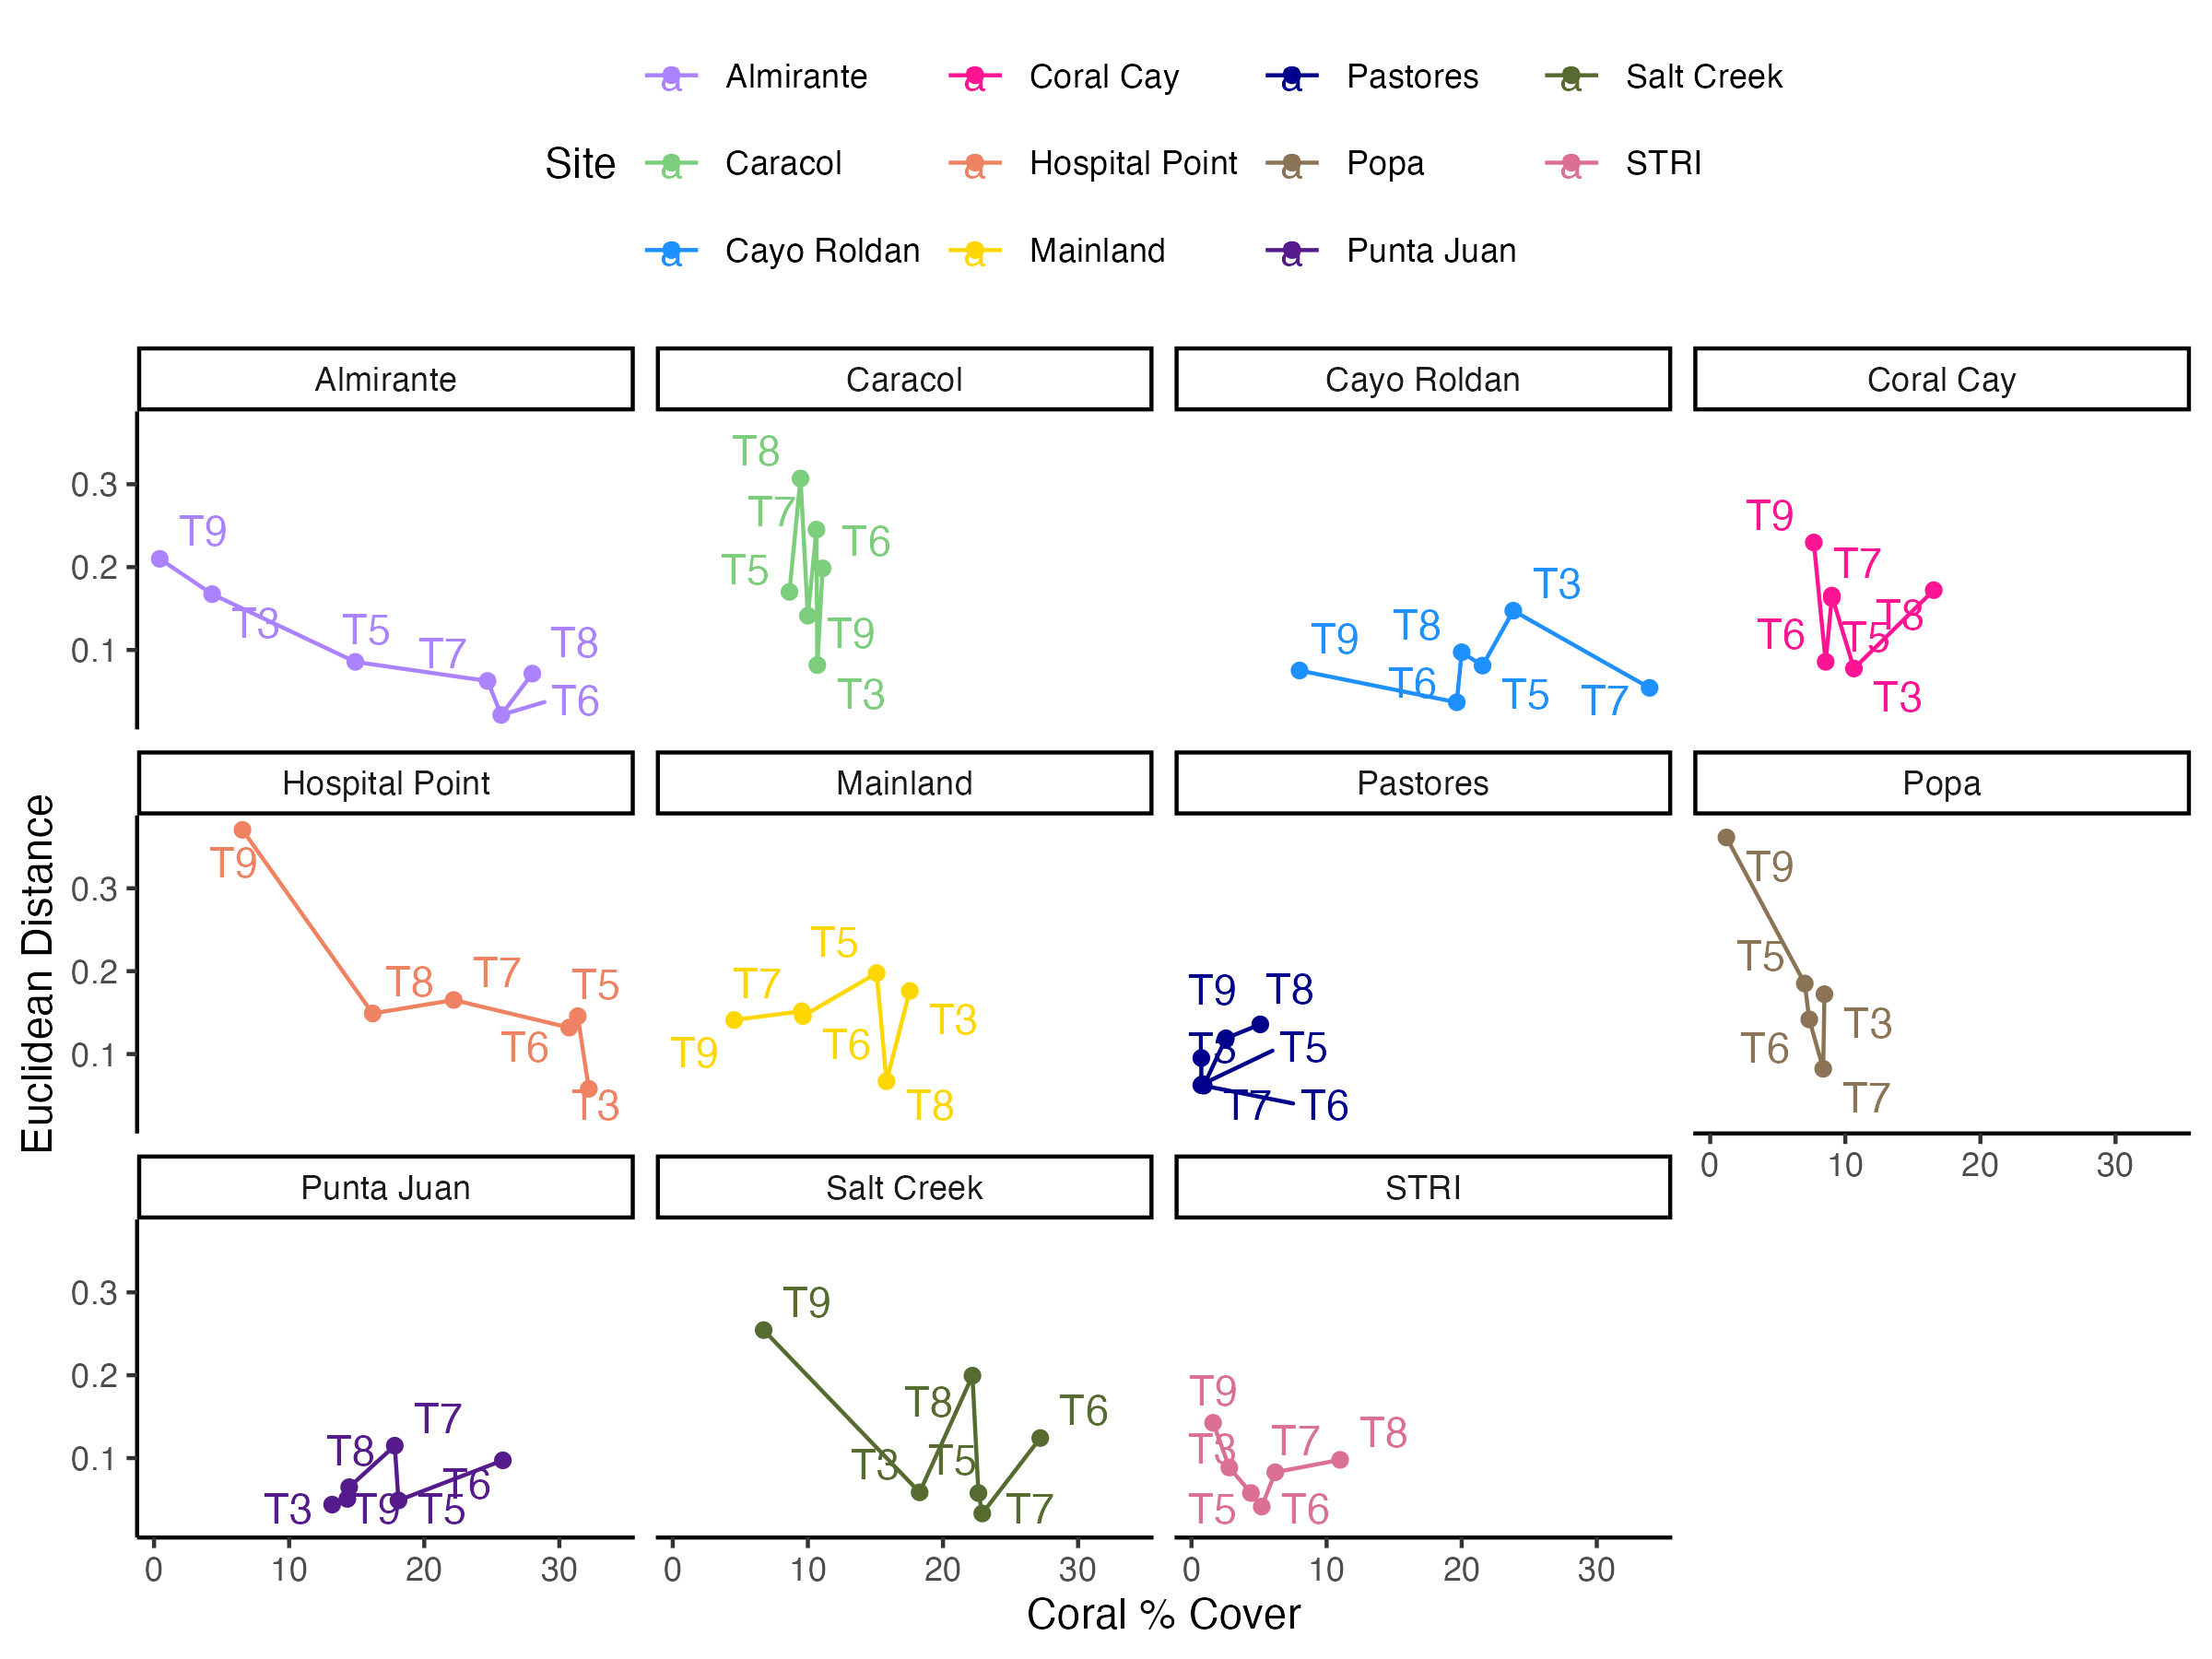 Site
a Almirante a Coral Cay a Pastores a Salt Creek
a Caracol a Hospital Point a Popa a STRI
a Cayo Roldan a Mainland a Punta Juan
Almirante Caracol Cayo Roldan Coral Cay
0.3
0.2
0.1
T9 T3 T5 T7 T8 T6
T8 T7 T6 T5 T9 T3
T9 T8 T6 T3 T5 T7
T9 T7 T6 T5 T8 T3
Hospital Point Mainland Pastores Popa
Euclidean Distance
0.3
0.2
0.1
T9 T8 T7 T5 T6 T3
T5 T7 T3 T6 T9 T8
T9 T8 T3 T5 T7 T6
T9 T5 T3 T6 T7
0 10 20 30
Punta Juan Salt Creek STRI
0.3
0.2
0.1
T7 T8 T6 T3 T9 T5
T9 T8 T6 T3 T5 T7
T9 T3 T7 T8 T5 T6
0 10 20 30 0 10 20 30 0 10 20 30
Coral % Cover